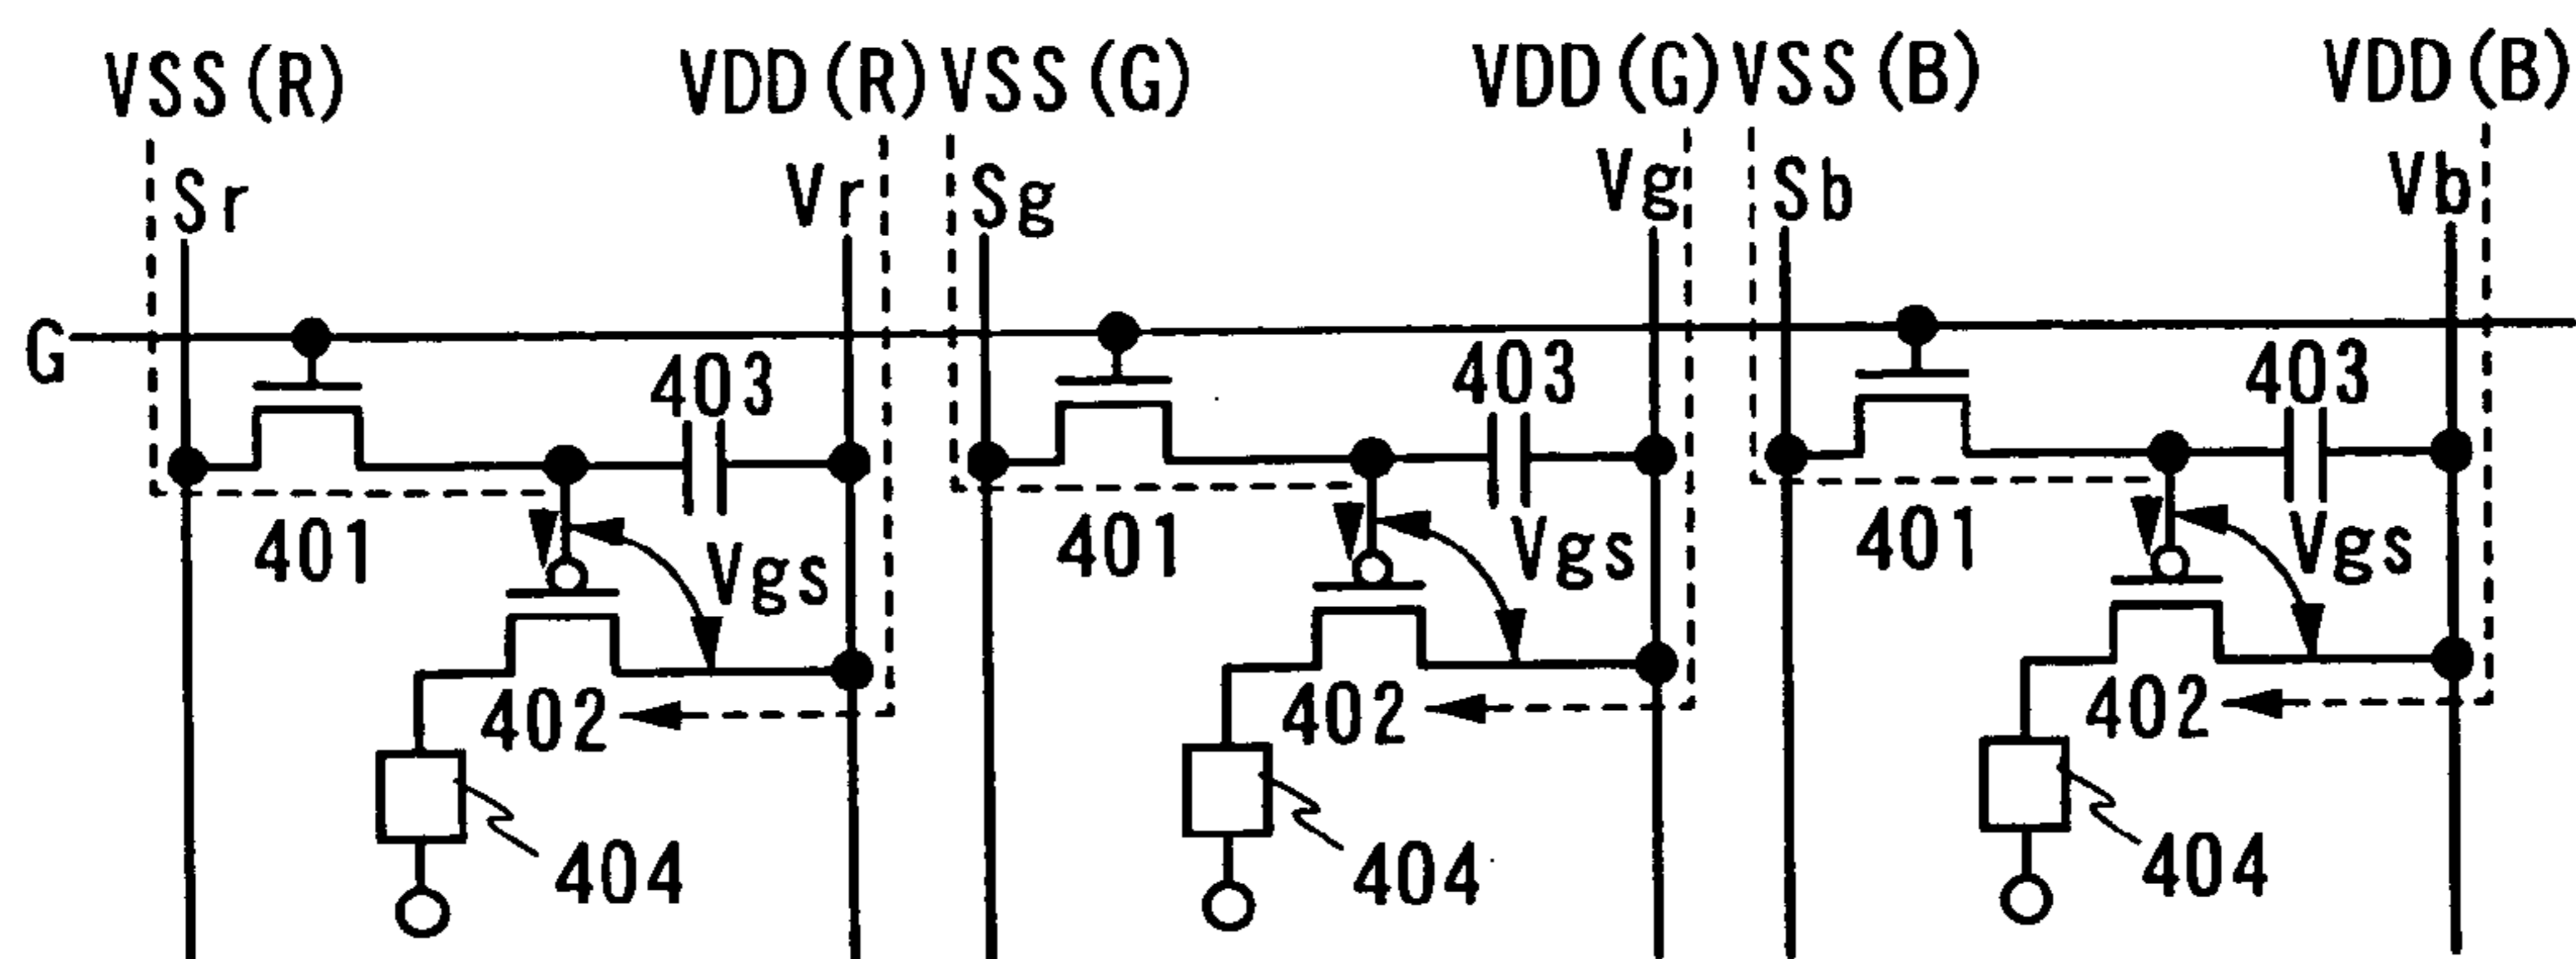 VSS(R) VDD(R) VSS(G) VDD(G) VSS(B) VDD(B)
Sr Vr Sg Vg Sb Vb
G
403 403 403
401 Vgs 401 Vgs 401 Vgs
402 402 402
404 404 404